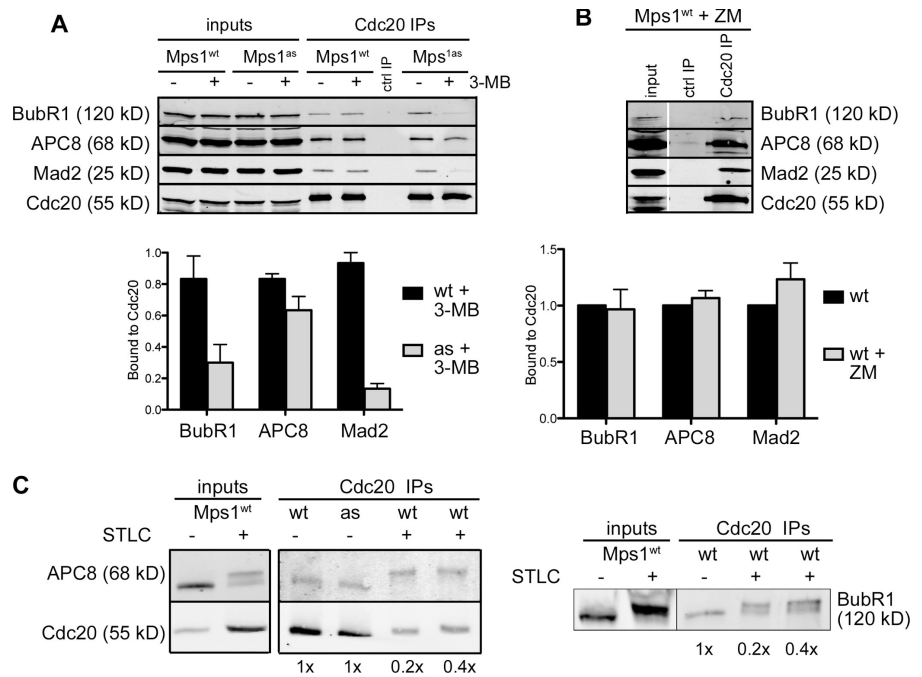 A
inputs Cdc20 IPs
Mps1wt Mps1as Mps1wt ctrl IP Mps1as
- + - + - + - + 3-MB
BubR1 (120 kD)
APC8 (68 kD)
Mad2 (25 kD)
Cdc20 (55 kD)
Bound to Cdc20
1.0
0.8
0.6
0.4
0.2
0.0
BubR1 APC8 Mad2
wt +
3-MB
as +
3-MB
B
Mps1wt + ZM
input ctrl IP Cdc20 IP
BubR1 (120 kD)
APC8 (68 kD)
Mad2 (25 kD)
Cdc20 (55 kD)
Bound to Cdc20
1.5
1.0
0.5
0.0
BubR1 APC8 Mad2
wt
wt +
ZM
C
inputs Cdc20 IPs
Mps1wt wt as wt wt
STLC - + + +
APC8 (68 kD)
Cdc20 (55 kD)
1x 1x 0.2x 0.4x
inputs Cdc20 IPs
Mps1wt wt wt wt
STLC - + - + +
BubR1
(120 kD)
1x 0.2x 0.4x